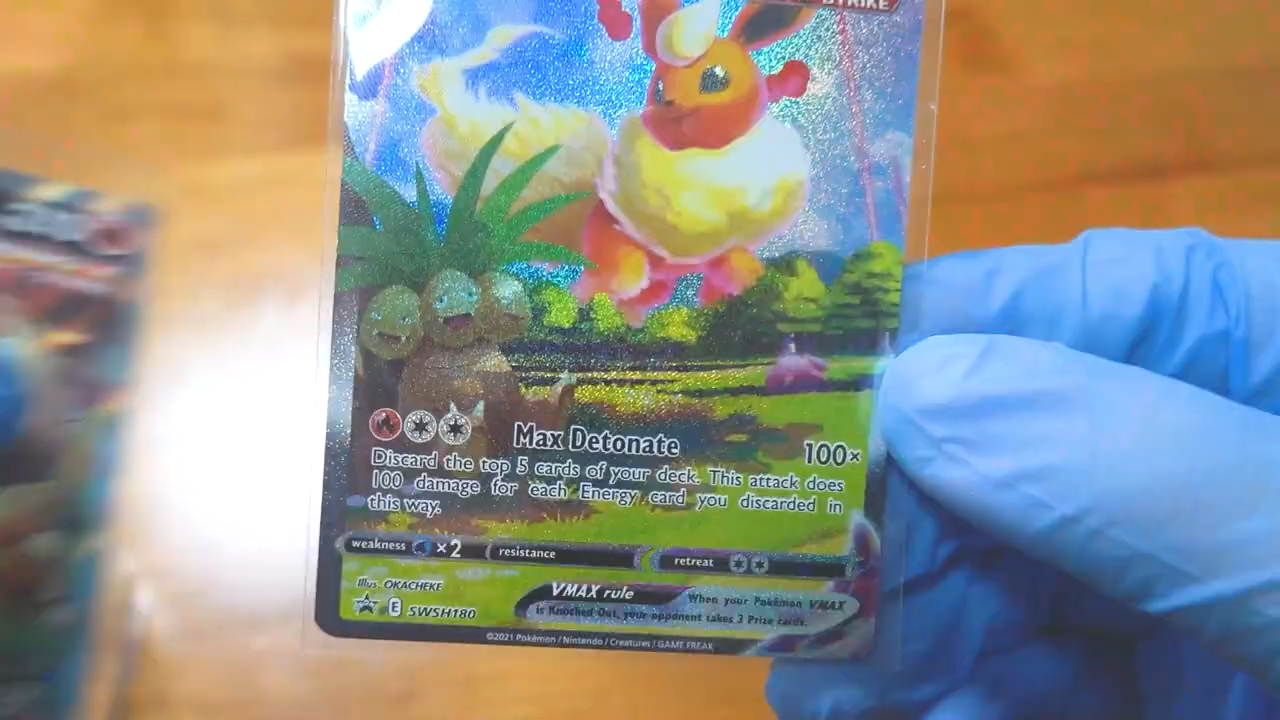 STRIKE
Max Detonate 100×
Discard the top 5 cards of your deck. This attack does
100 damage for each Energy card you discarded in
this way.
weakness ×2 resistance retreat
Illus. OKACHEKE
E SWSH180
VMAX rule When your Pokémon VMAX
is Knocked Out, your opponent takes 3 Prize cards.
©2021 Pokémon / Nintendo / Creatures / GAME FREAK